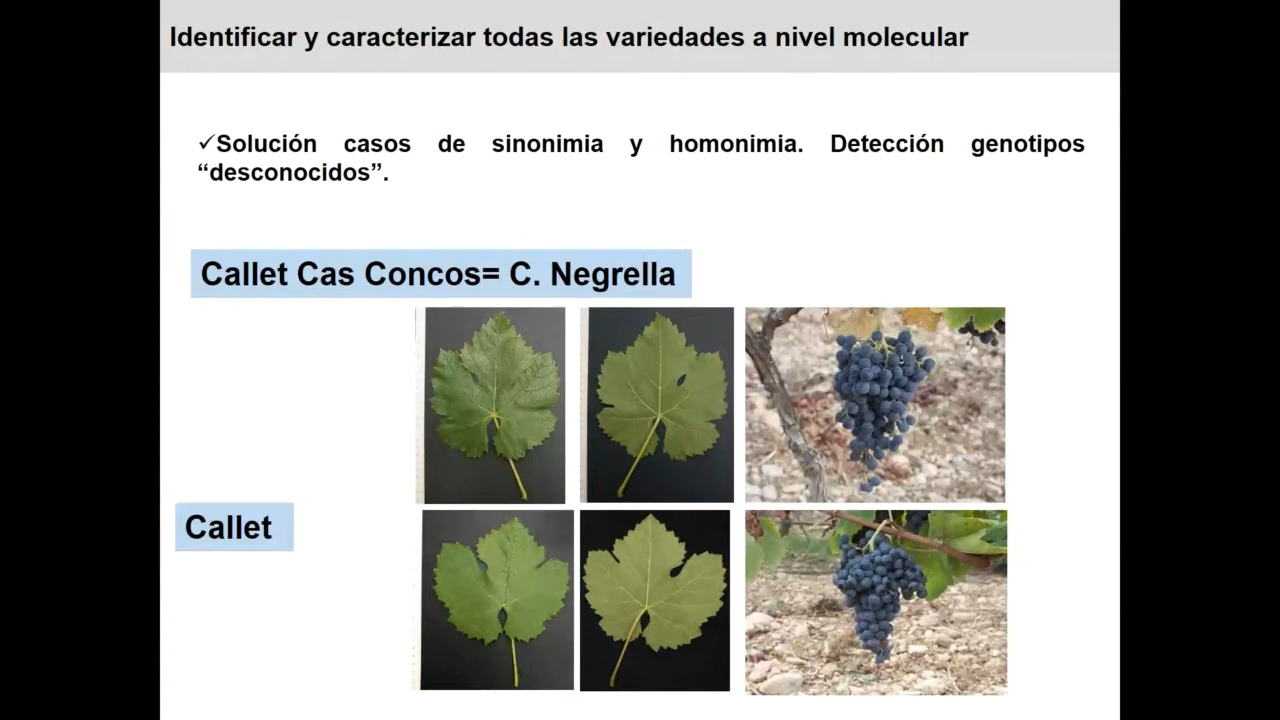 Identificar y caracterizar todas las variedades a nivel molecular
✓Solución casos de sinonimia y homonimia. Detección genotipos
“desconocidos”.
Callet Cas Concos= C. Negrella
Callet